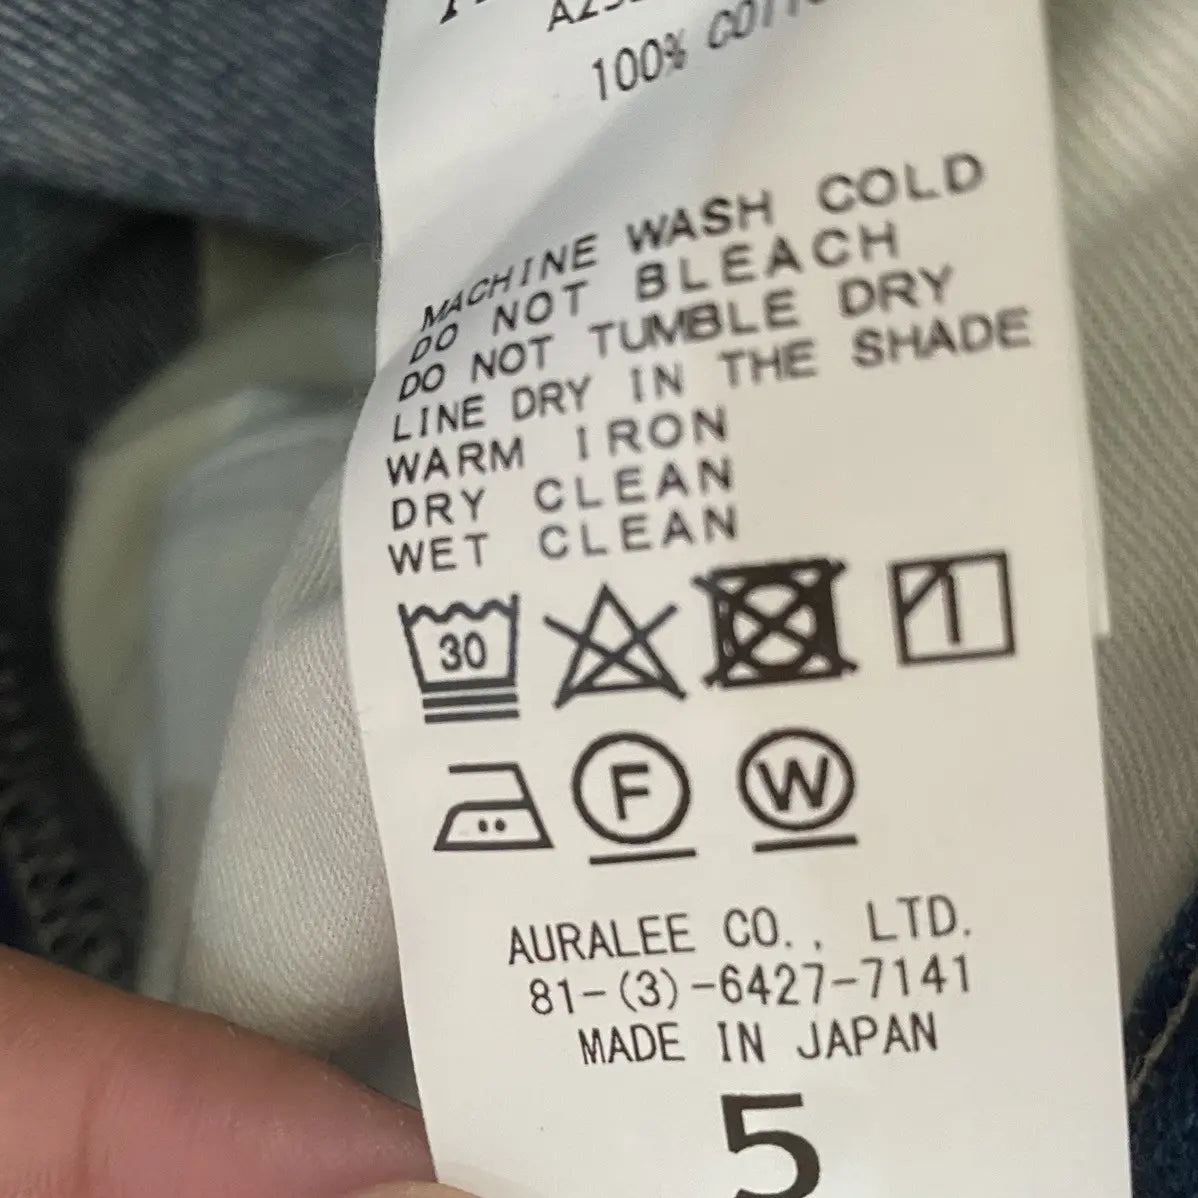 100%
MACHINE WASH COLD
DO NOT BLEACH
DO NOT TUMBLE DRY
LINE DRY IN THE SHADE
WARM IRON
DRY CLEAN
WET CLEAN
30
F W
AURALEE CO., LTD.
81-(3)-6427-7141
MADE IN JAPAN
5